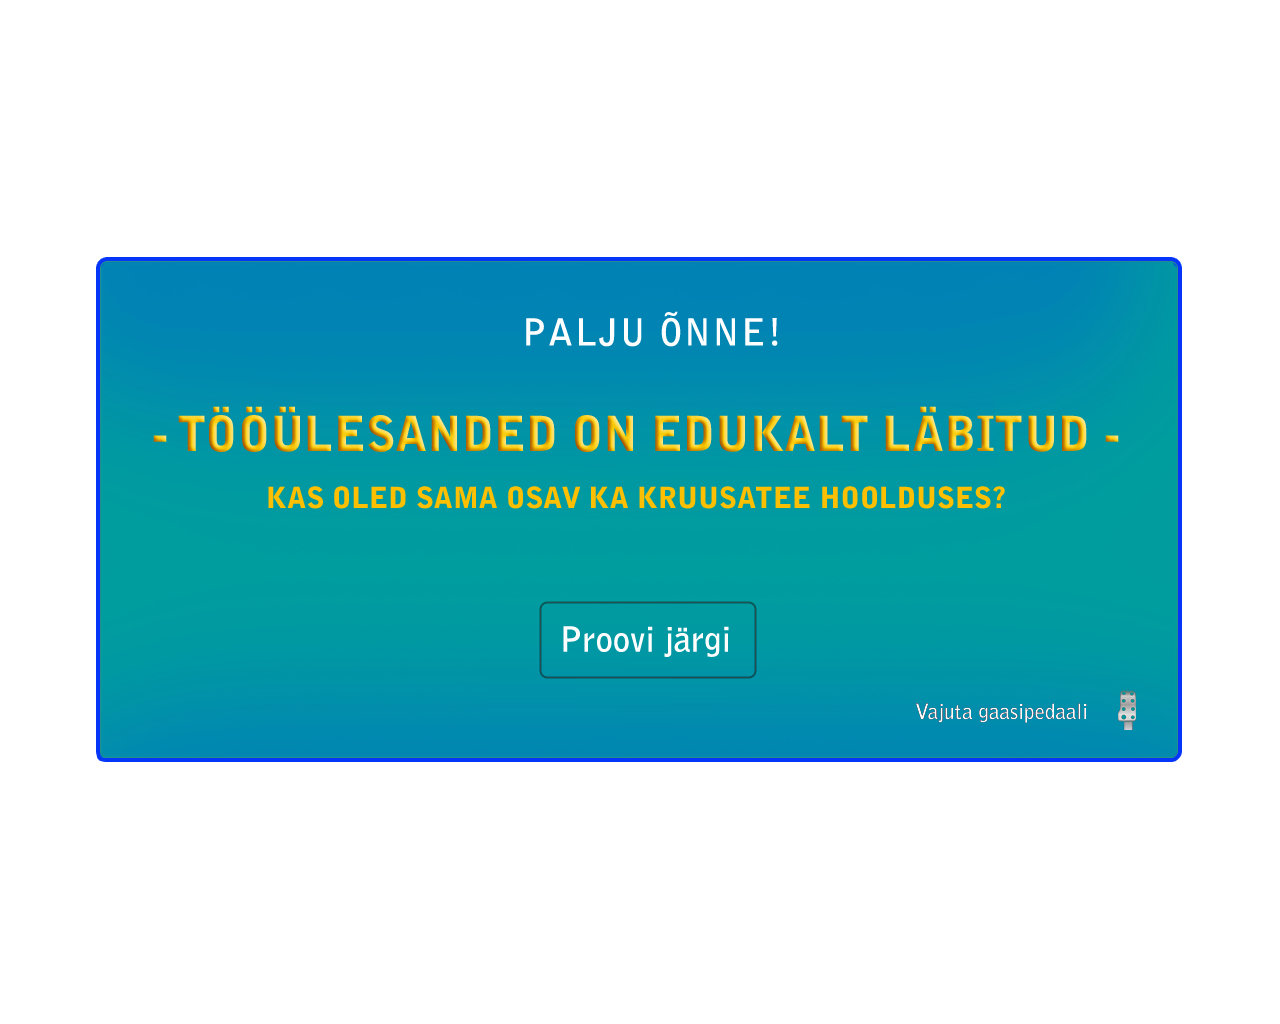 PALJU ÕNNE!
- TÖÖÜLESANDED ON EDUKALT LÄBITUD -
KAS OLED SAMA OSAV KA KRUUSATEE HOOLDUSES?
Proovi järgi
Vajuta gaasipedaali